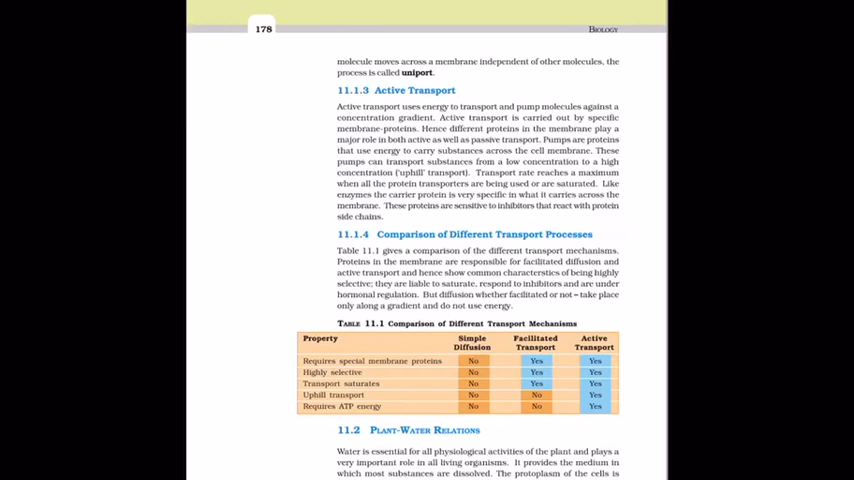 178
BIOLOGY
molecule moves across a membrane independent of other molecules, the
process is called uniport.
11.1.3 Active Transport
Active transport uses energy to transport and pump molecules against a
concentration gradient. Active transport is carried out by specific
membrane-proteins. Hence different proteins in the membrane play a
major role in both active as well as passive transport. Pumps are proteins
that use energy to carry substances across the cell membrane. These
pumps can transport substances from a low concentration to a high
concentration ('uphill' transport). Transport rate reaches a maximum
when all the protein transporters are being used or are saturated. Like
enzymes the carrier protein is very specific in what it carries across the
membrane. These proteins are sensitive to inhibitors that react with protein
side chains.
11.1.4 Comparison of Different Transport Processes
Table 11.1 gives a comparison of the different transport mechanisms.
Proteins in the membrane are responsible for facilitated diffusion and
active transport and hence show common characterstics of being highly
selective; they are liable to saturate, respond to inhibitors and are under
hormonal regulation. But diffusion whether facilitated or not – take place
only along a gradient and do not use energy.
TABLE 11.1 Comparison of Different Transport Mechanisms
Property Simple Facilitated Active
Diffusion Transport Transport
Requires special membrane proteins No Yes Yes
Highly selective No Yes Yes
Transport saturates No Yes Yes
Uphill transport No No Yes
Requires ATP energy No No Yes
11.2 PLANT-WATER RELATIONS
Water is essential for all physiological activities of the plant and plays a
very important role in all living organisms. It provides the medium in
which most substances are dissolved. The protoplasm of the cells is